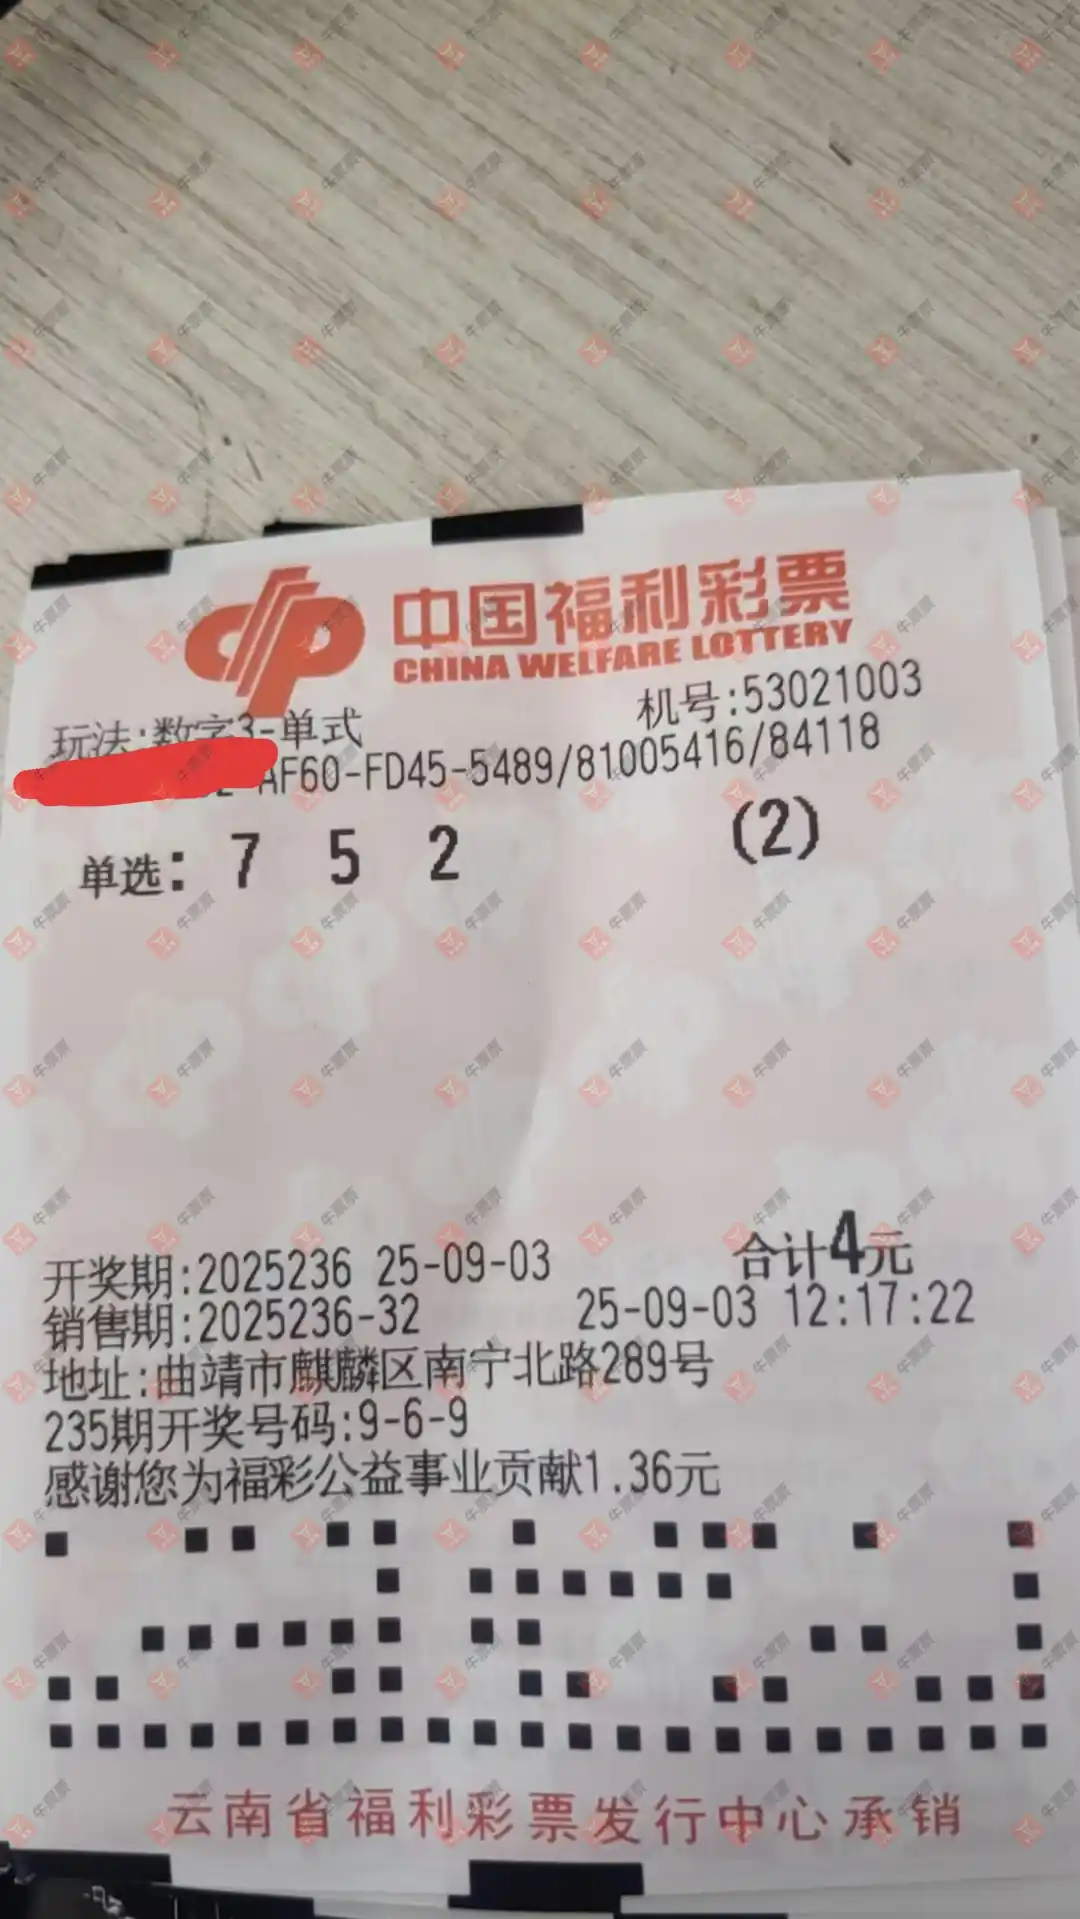 中国福利彩票
CHINA WELFARE LOTTERY
玩法:数字3-单式
机号:53021003
AF60-FD45-5489/81005416/84118
单选: 7 5 2 (2)
开奖期:2025236 25-09-03
合计4元
销售期:2025236-32
25-09-03 12:17:22
地址:曲靖市麒麟区南宁北路289号
235期开奖号码:9-6-9
感谢您为福彩公益事业贡献1.36元
云南省福利彩票发行中心承销
牛票票